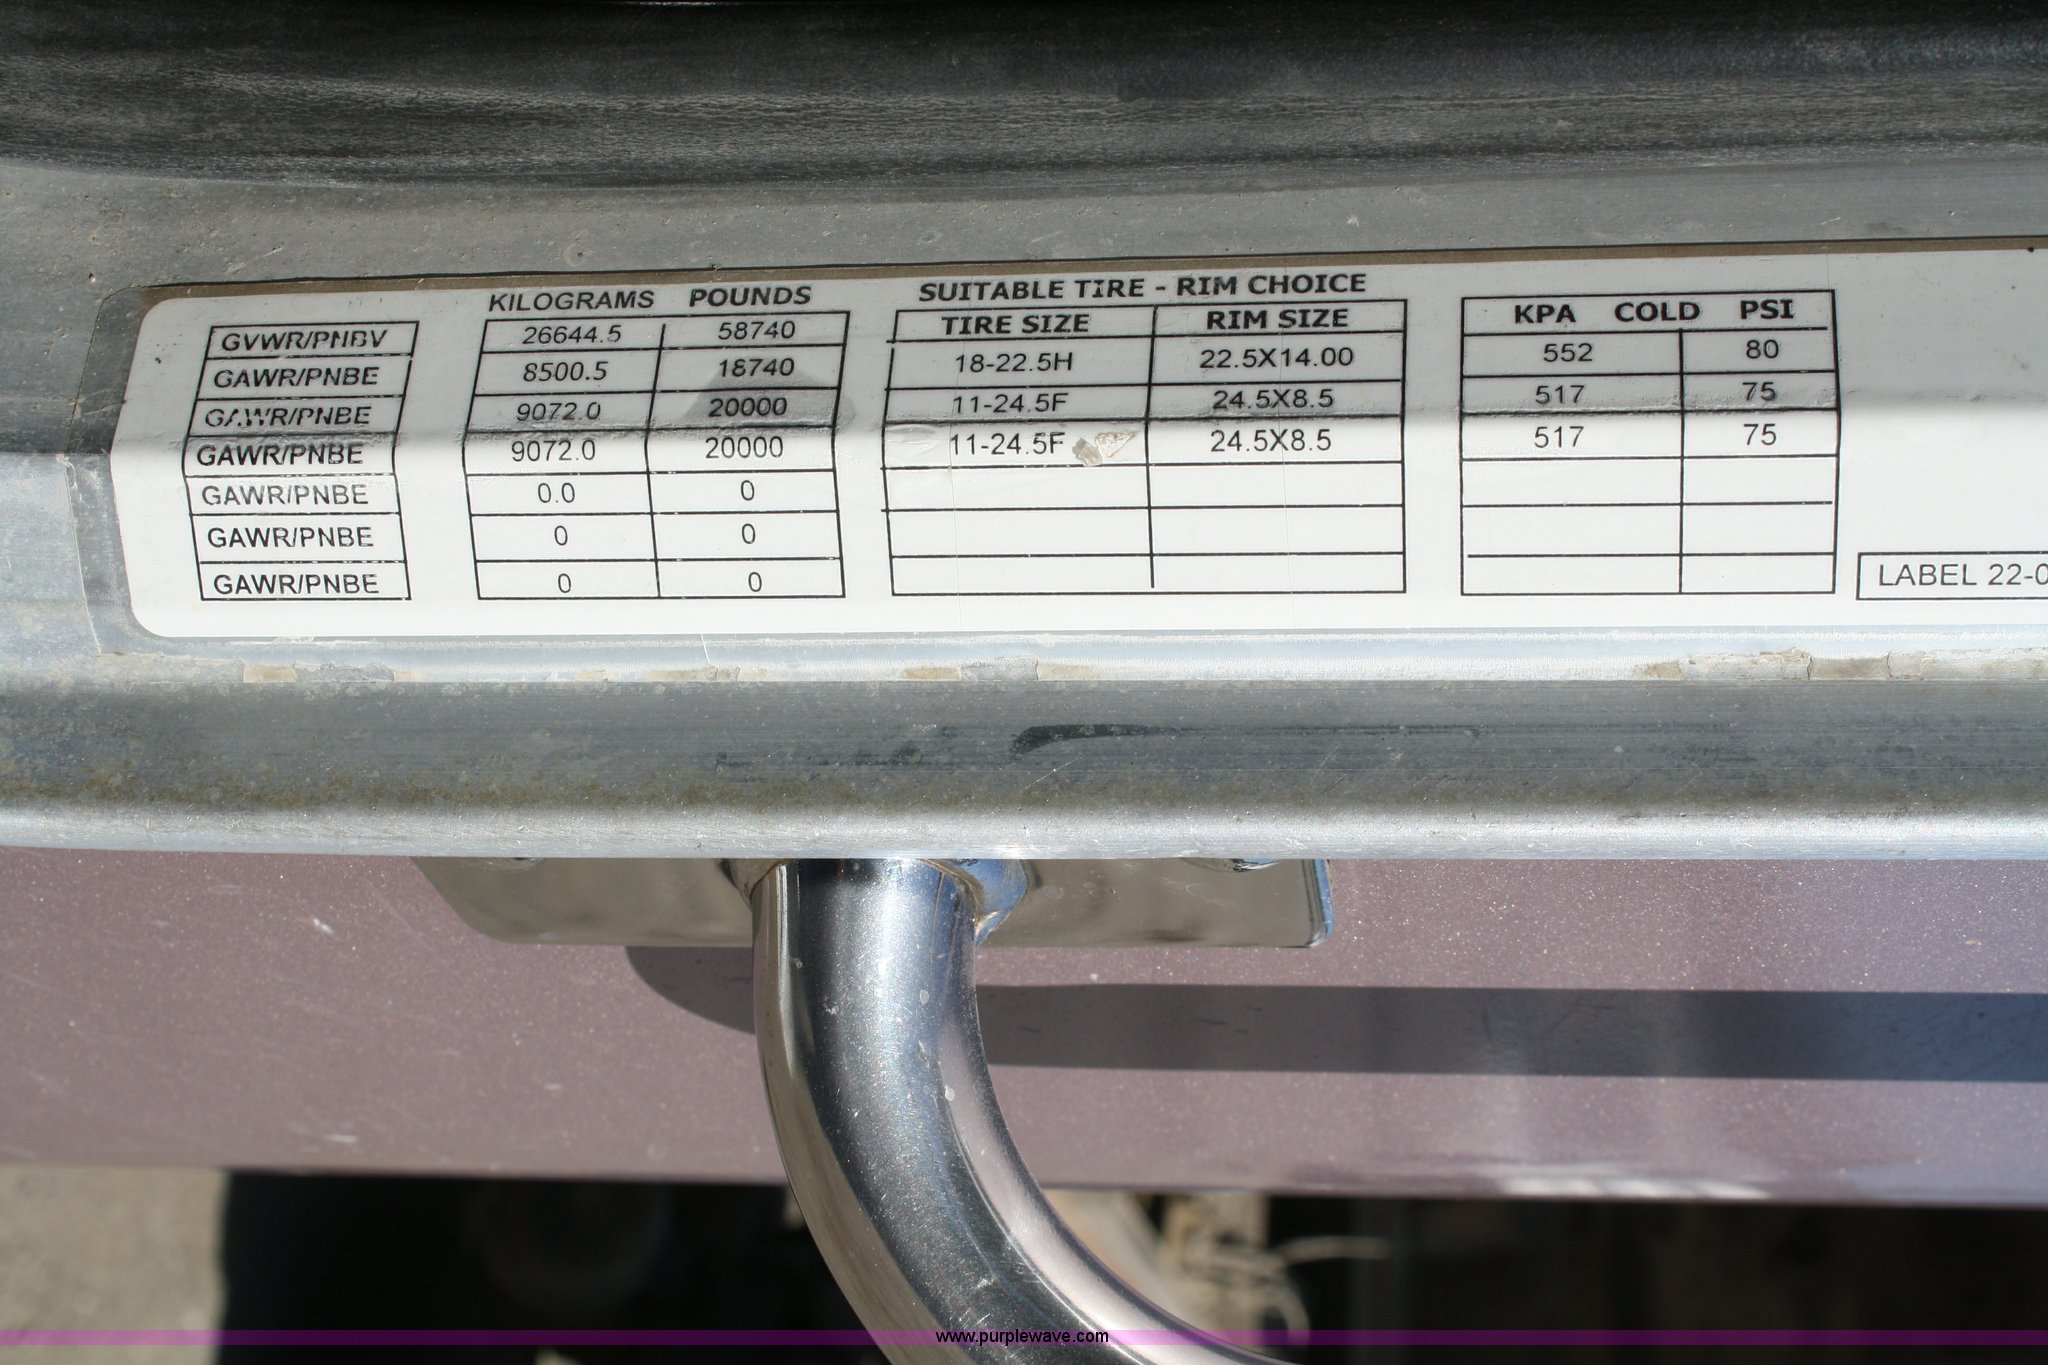 KILOGRAMS POUNDS SUITABLE TIRE - RIM CHOICE
TIRE SIZE RIM SIZE KPA COLD PSI
GVWR/PNBV 26644.5 58740
GAWR/PNBE 8500.5 18740 18-22.5H 22.5X14.00 552 80
GAWR/PNBE 9072.0 20000 11-24.5F 24.5X8.5 517 75
GAWR/PNBE 9072.0 20000 11-24.5F 24.5X8.5 517 75
GAWR/PNBE 0.0 0
GAWR/PNBE 0 0
GAWR/PNBE 0 0
LABEL 22-0
www.purplewave.com